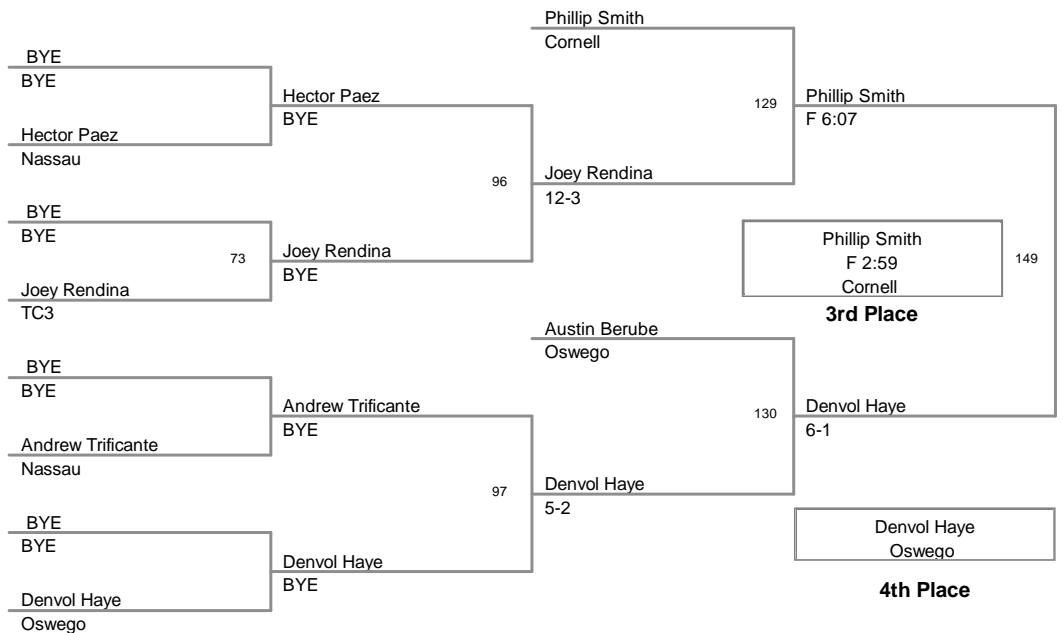 Phillip Smith
Cornell
BYE
BYE
Hector Paez
BYE
129
Phillip Smith
F 6:07
Hector Paez
Nassau
96
Joey Rendina
12-3
BYE
BYE
73
Joey Rendina
BYE
Phillip Smith
F 2:59
Cornell
149
Joey Rendina
TC3
3rd Place
Austin Berube
Oswego
BYE
BYE
Andrew Trificante
BYE
130
Denvol Haye
6-1
Andrew Trificante
Nassau
97
Denvol Haye
5-2
BYE
BYE
Denvol Haye
BYE
Denvol Haye
Oswego
4th Place
Denvol Haye
Oswego